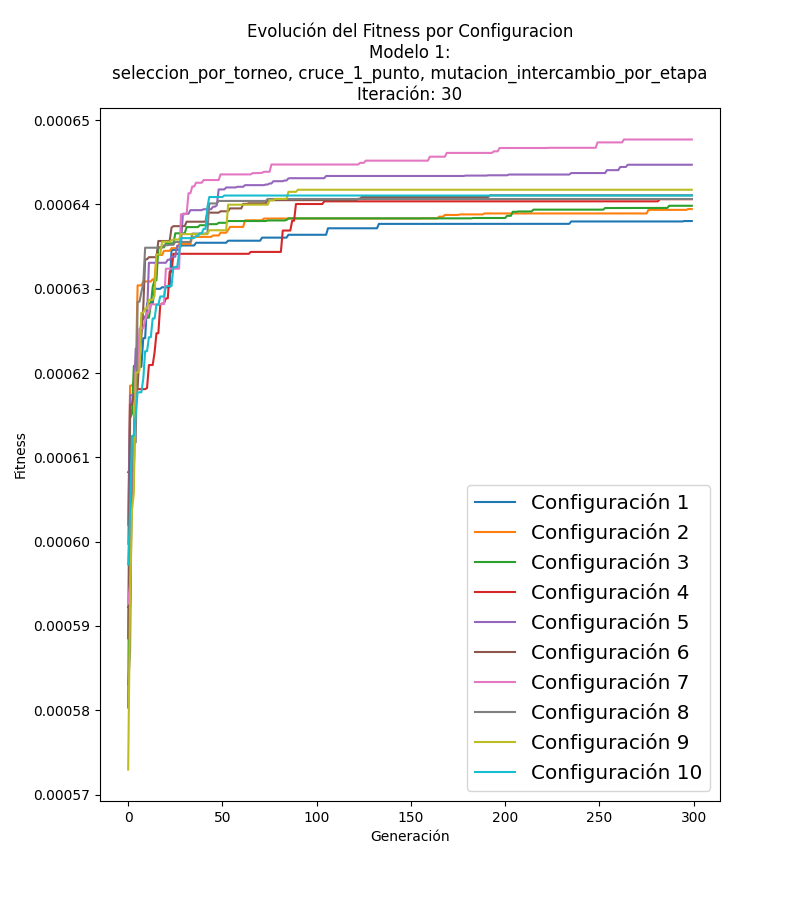 Evolución del Fitness por Configuracion
Modelo 1:
seleccion_por_torneo, cruce_1_punto, mutacion_intercambio_por_etapa
Iteración: 30
0.00065
0.00064
0.00063
0.00062
0.00061
0.00060
0.00059
0.00058
0.00057
Fitness
Configuración 1
Configuración 2
Configuración 3
Configuración 4
Configuración 5
Configuración 6
Configuración 7
Configuración 8
Configuración 9
Configuración 10
0 50 100 150 200 250 300
Generación